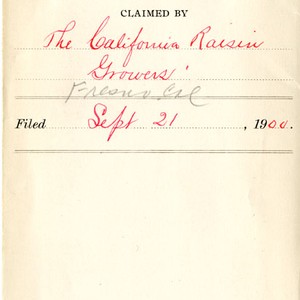 CLAIMED BY
The California Raisin
Growers'
Fresno. Cal
Filed Sept 21, 1900.